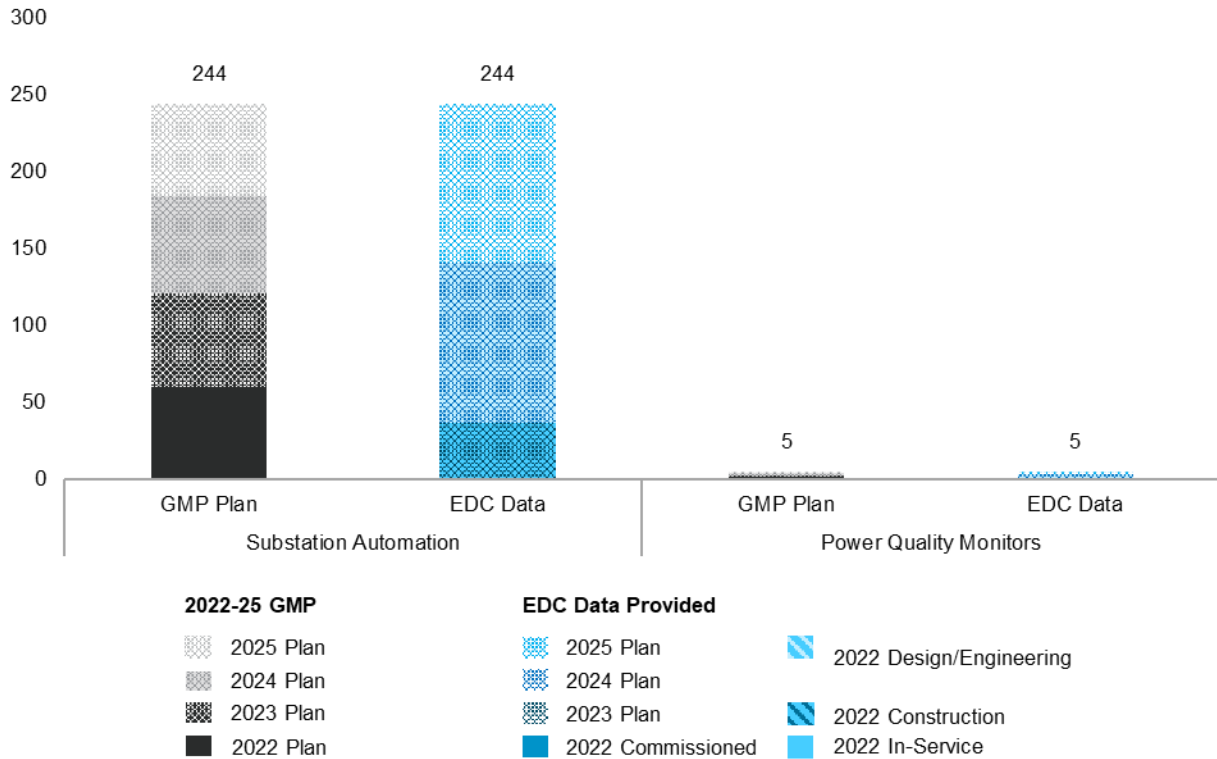 300
250
200
150
100
50
0
244
244
5
5
GMP Plan
EDC Data
GMP Plan
EDC Data
Substation Automation
Power Quality Monitors
2022-25 GMP
2025 Plan
2024 Plan
2023 Plan
2022 Plan
EDC Data Provided
2025 Plan
2024 Plan
2023 Plan
2022 Commissioned
2022 Design/Engineering
2022 Construction
2022 In-Service